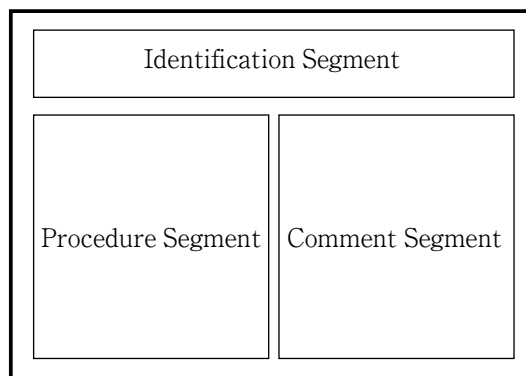 Identification Segment
Procedure Segment
Comment Segment